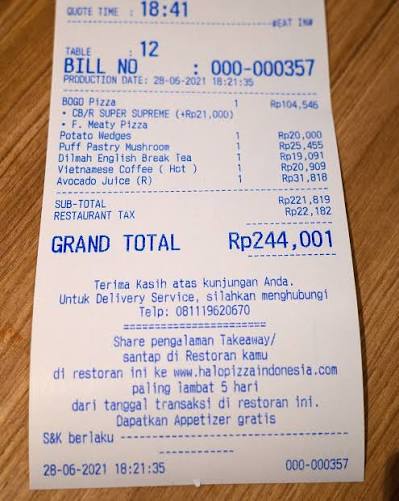 QUOTE TIME : 18:41
#EAT IN#
TABLE : 12
BILL NO : 000-000357
PRODUCTION DATE: 28-06-2021 18:21:35
BOGO Pizza 1 Rp104,546
• CB/R SUPER SUPREME (+Rp21,000)
• F. Meaty Pizza
Potato Wedges 1 Rp20,000
Puff Pastry Mushroom 1 Rp25,455
Dilmah English Break Tea 1 Rp19,091
Vietnamese Coffee ( Hot ) 1 Rp20,909
Avocado Juice (R) 1 Rp31,818
SUB-TOTAL Rp221,819
RESTAURANT TAX Rp22,182
GRAND TOTAL Rp244,001
Terima Kasih atas kunjungan Anda.
Untuk Delivery Service, silahkan menghubungi
Telp: 081119620670
=======================
Share pengalaman Takeaway/
santap di Restoran kamu
di restoran ini ke www.halopizzaindonesia.com
paling lambat 5 hari
dari tanggal transaksi di restoran ini.
Dapatkan Appetizer gratis
S&K berlaku
28-06-2021 18:21:35 000-000357